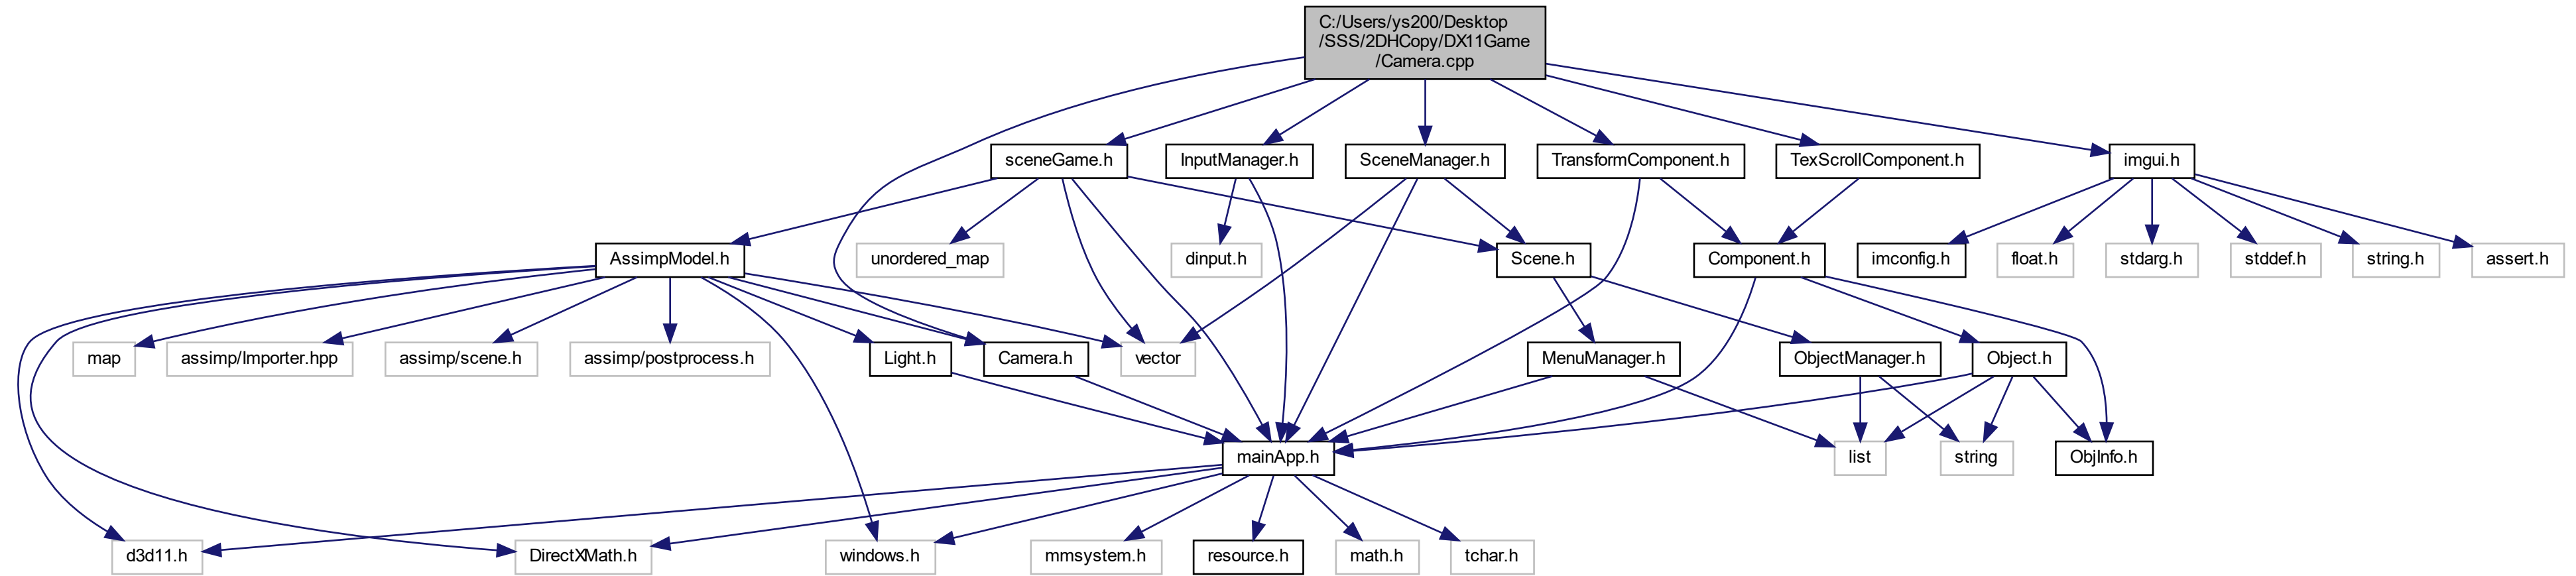 C:/Users/ys200/Desktop
/SSS/2DHCopy/DX11Game
/Camera.cpp
sceneGame.h
InputManager.h
SceneManager.h
TransformComponent.h
TexScrollComponent.h
imgui.h
AssimpModel.h
unordered_map
dinput.h
Scene.h
Component.h
imconfig.h
float.h
stdarg.h
stddef.h
string.h
assert.h
map
assimp/Importer.hpp
assimp/scene.h
assimp/postprocess.h
Light.h
Camera.h
vector
MenuManager.h
ObjectManager.h
Object.h
mainApp.h
list
string
ObjInfo.h
d3d11.h
DirectXMath.h
windows.h
mmsystem.h
resource.h
math.h
tchar.h